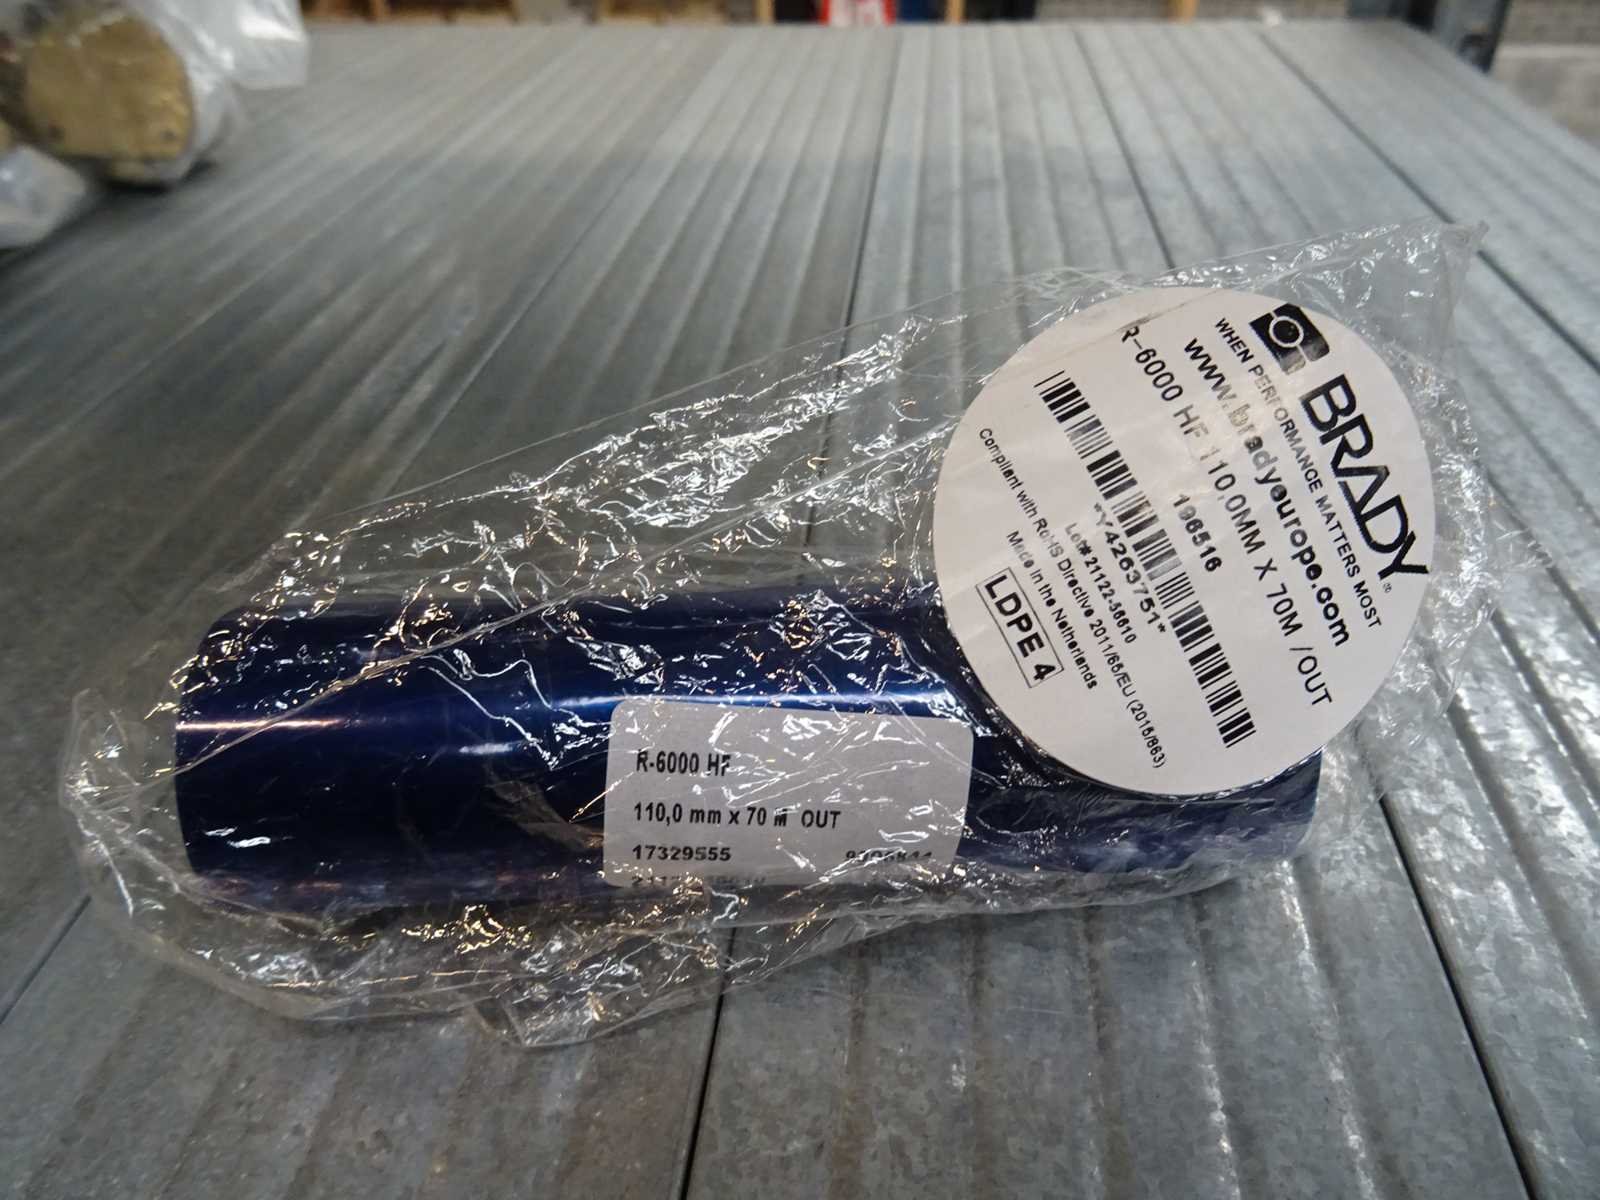 BRADY®
WHEN PERFORMANCE MATTERS MOST
www.bradyeurope.com
R-6000 HF 110,0MM X 70M /OUT
196516
*Y4263751*
Lot# 21122-56610
Compliant with RoHS Directive 2011/65/EU (2015/863)
Made in the Netherlands
LDPE 4
R-6000 HF
110,0 mm x 70 M OUT
17329555